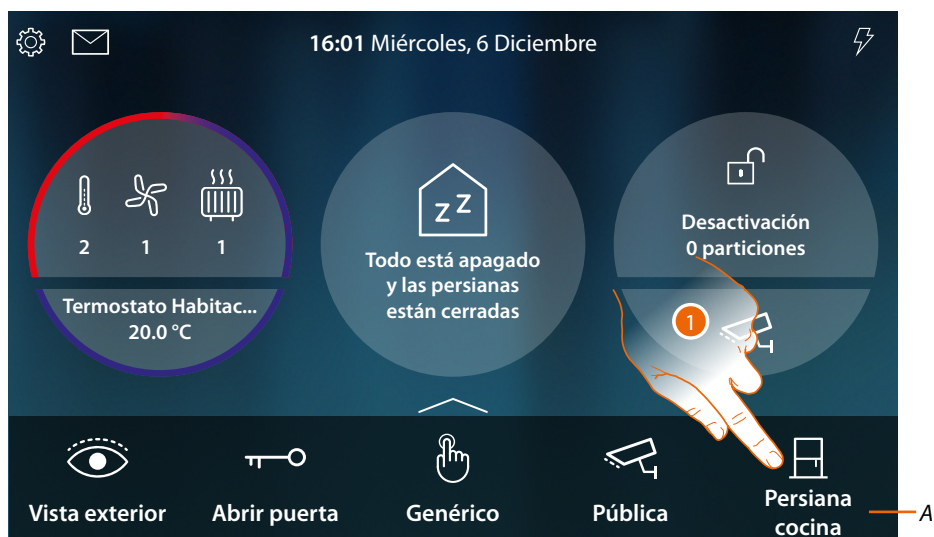 16:01 Miércoles, 6 Diciembre
2 1 1
Termostato Habitac...
20.0 °C
z z
Todo está apagado
y las persianas
están cerradas
Desactivación
0 particiones
1
Vista exterior
Abrir puerta
Genérico
Pública
Persiana
cocina
A